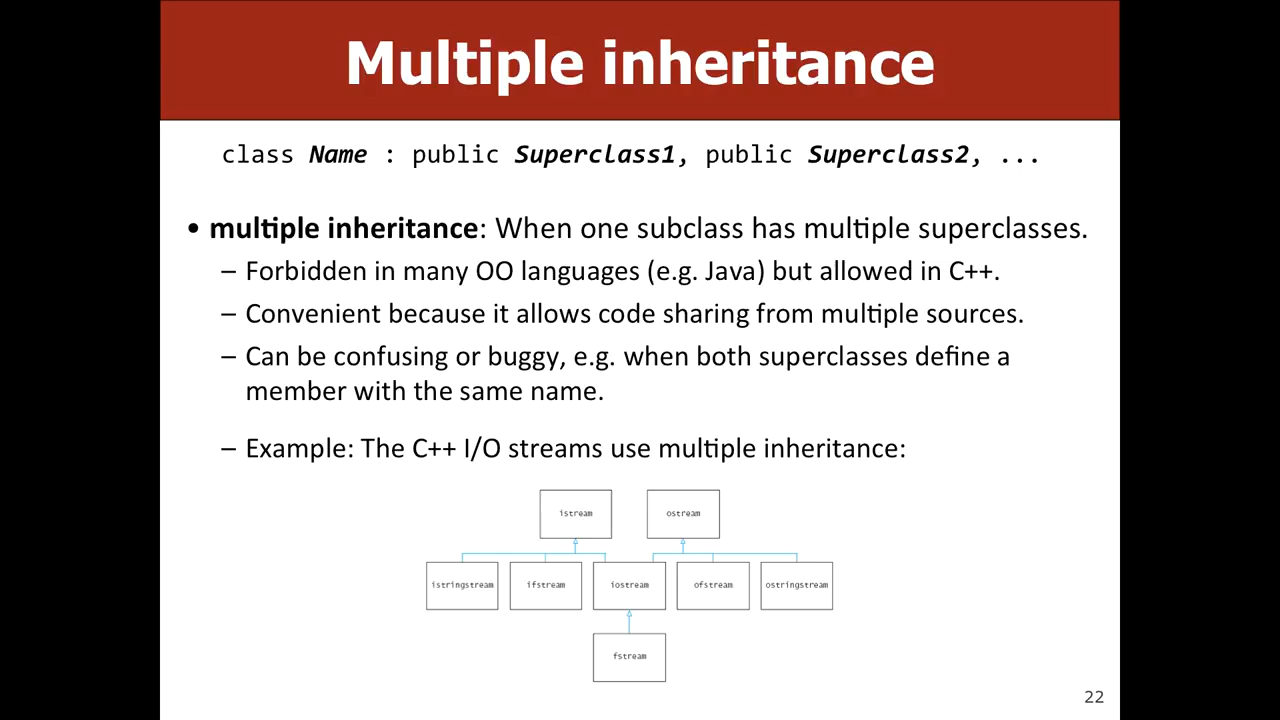 Multiple inheritance
class Name : public Superclass1, public Superclass2, ...
• multiple inheritance: When one subclass has multiple superclasses.
– Forbidden in many OO languages (e.g. Java) but allowed in C++.
– Convenient because it allows code sharing from multiple sources.
– Can be confusing or buggy, e.g. when both superclasses define a
member with the same name.
– Example: The C++ I/O streams use multiple inheritance:
istream ostream
istringstream ifstream iostream ofstream ostringstream
fstream
22